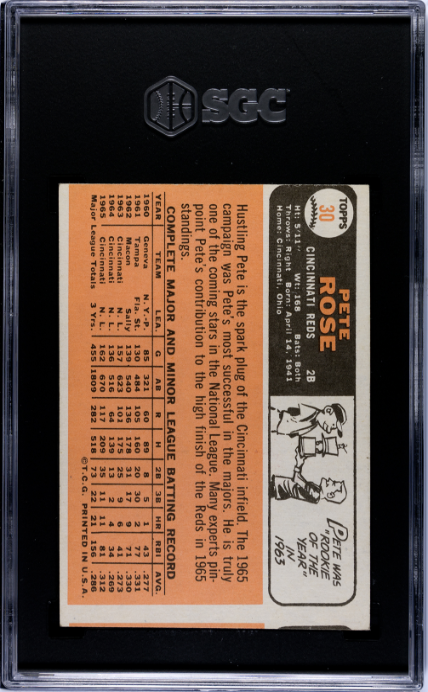 SGC
TOPPS
30
PETE
ROSE
CINCINNATI REDS 2B
Ht: 5'11" Wt: 168 Bats: Both
Throws: Right Born: April 14, 1941
Home: Cincinnati, Ohio
PETE WAS
"ROOKIE
OF THE
YEAR"
IN
1963
Hustling Pete is the spark plug of the Cincinnati infield. The 1965
campaign was Pete's most successful in the majors. He is truly
one of the coming stars in the National League. Many experts pin-
point Pete's contribution to the high finish of the Reds in 1965
standings.
COMPLETE MAJOR AND MINOR LEAGUE BATTING RECORD
YEAR TEAM LEA. G AB R H 2B 3B HR RBI AVG.
1960 Geneva N.Y.-P. 85 321 60 89 8 5 1 43 .277
1961 Tampa Fla. St. 130 484 105 160 20 30 2 77 .331
1962 Macon Sally 139 540 136 178 31 17 9 71 .330
1963 Cincinnati N. L. 157 623 101 170 25 9 6 41 .273
1964 Cincinnati N. L. 136 516 64 139 13 2 4 34 .269
1965 Cincinnati N. L. 162 670 117 209 35 11 11 81 .312
Major League Totals 3 Yrs. 455 1809 282 518 73 22 21 156 .286
©T.C.G. PRINTED IN U.S.A.